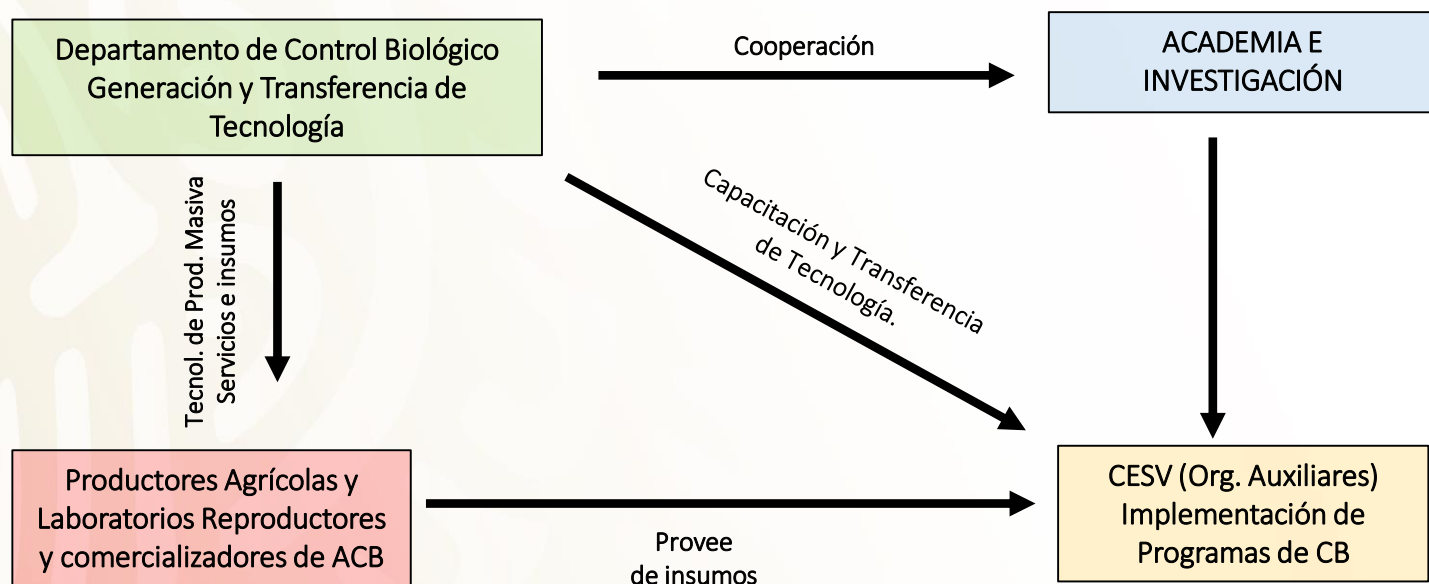 Departamento de Control Biológico
Generación y Transferencia de
Tecnología
Cooperación
ACADEMIA E
INVESTIGACIÓN
Tecnol. de Prod. Masiva
Servicios e insumos
Capacitación y Transferencia
de Tecnología.
Productores Agrícolas y
Laboratorios Reproductores
y comercializadores de ACB
Provee
de insumos
CESV (Org. Auxiliares)
Implementación de
Programas de CB